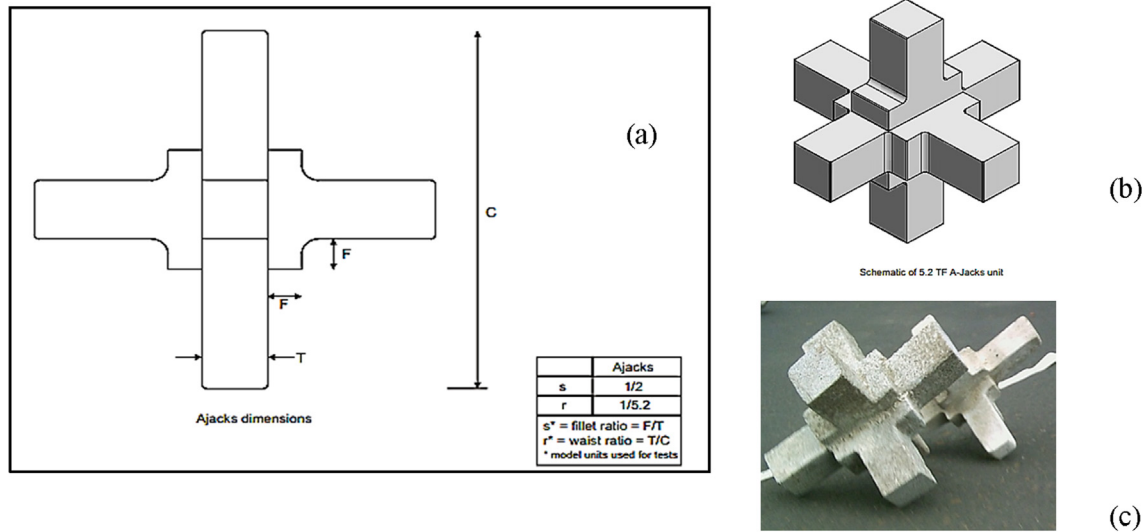 (a)
C
F
F
T
Ajacks dimensions
Ajacks
s 1/2
r 1/5.2
s* = fillet ratio = F/T
r* = waist ratio = T/C
* model units used for tests
(b)
Schematic of 5.2 TF A-Jacks unit
(c)